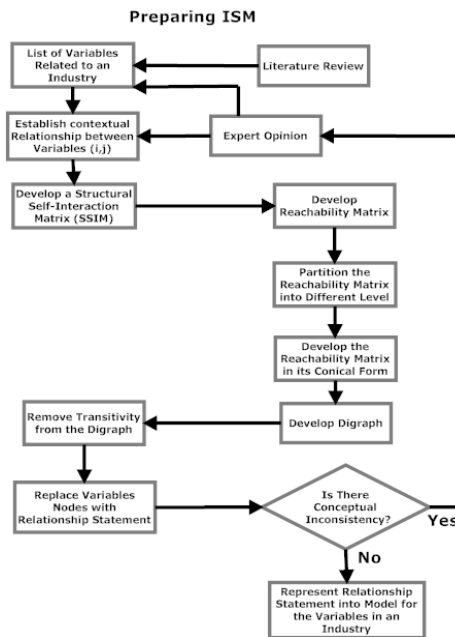 Preparing ISM
List of Variables
Related to an
Industry
Literature Review
Establish contextual
Relationship between
Variables (i,j)
Expert Opinion
Develop a Structural
Self-Interaction
Matrix (SSIM)
Develop
Reachability Matrix
Partition the
Reachability Matrix
into Different Level
Develop the
Reachability Matrix
in its Conical Form
Remove Transitivity
from the Digraph
Develop Digraph
Replace Variables
Nodes with
Relationship Statement
Is There
Conceptual
Inconsistency?
Yes
No
Represent Relationship
Statement into Model for
the Variables in an
Industry